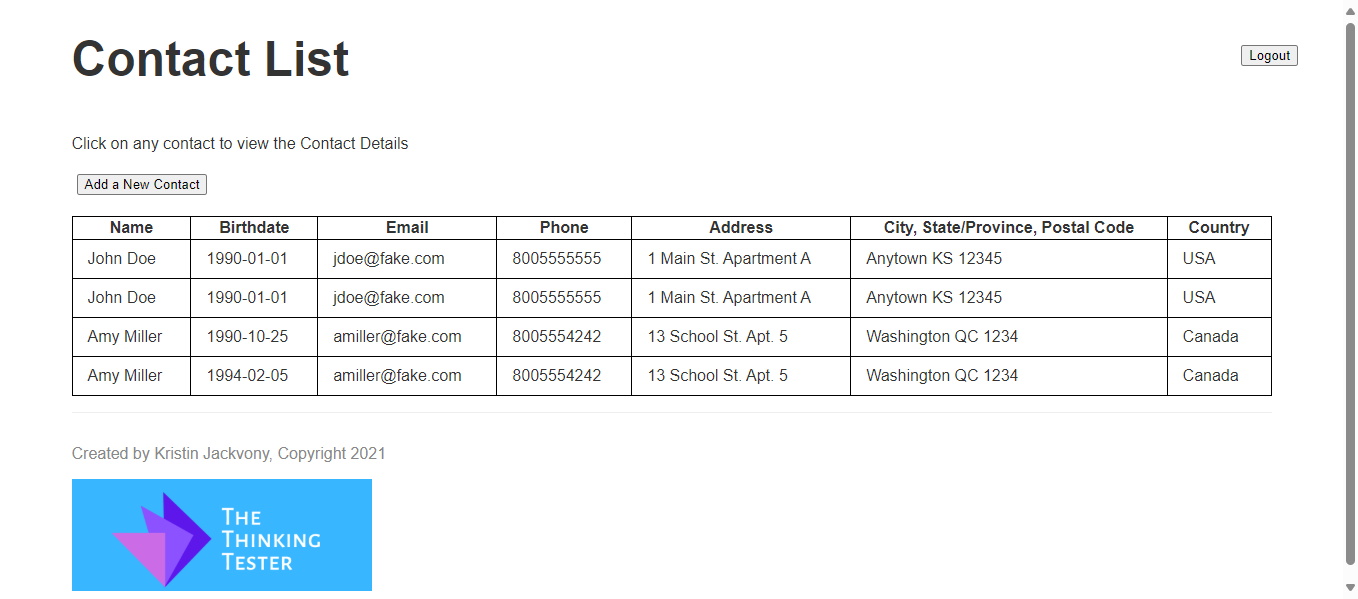 Contact List
Logout
Click on any contact to view the Contact Details
Add a New Contact
Name Birthdate Email Phone Address City, State/Province, Postal Code Country
John Doe 1990-01-01 jdoe@fake.com 8005555555 1 Main St. Apartment A Anytown KS 12345 USA
John Doe 1990-01-01 jdoe@fake.com 8005555555 1 Main St. Apartment A Anytown KS 12345 USA
Amy Miller 1990-10-25 amiller@fake.com 8005554242 13 School St. Apt. 5 Washington QC 1234 Canada
Amy Miller 1994-02-05 amiller@fake.com 8005554242 13 School St. Apt. 5 Washington QC 1234 Canada
Created by Kristin Jackvony, Copyright 2021
The
Thinking
Tester